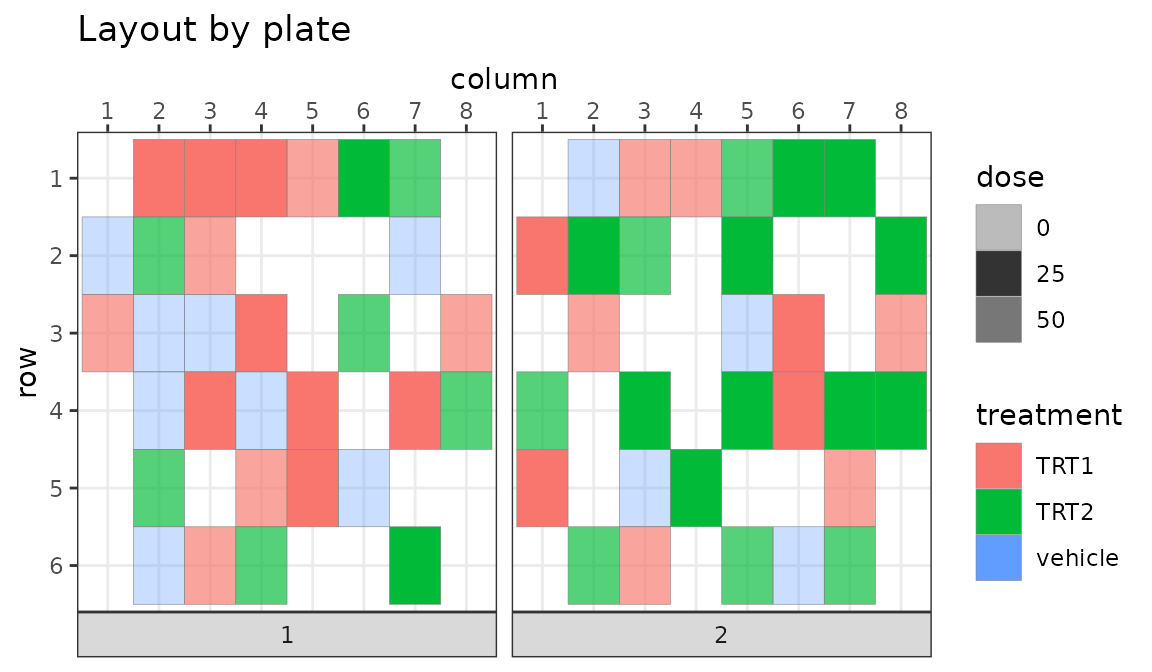 Layout by plate
column
1 2 3 4 5 6 7 8 1 2 3 4 5 6 7 8
row
1
2
3
4
5
6
1 2
dose
0
25
50
treatment
TRT1
TRT2
vehicle